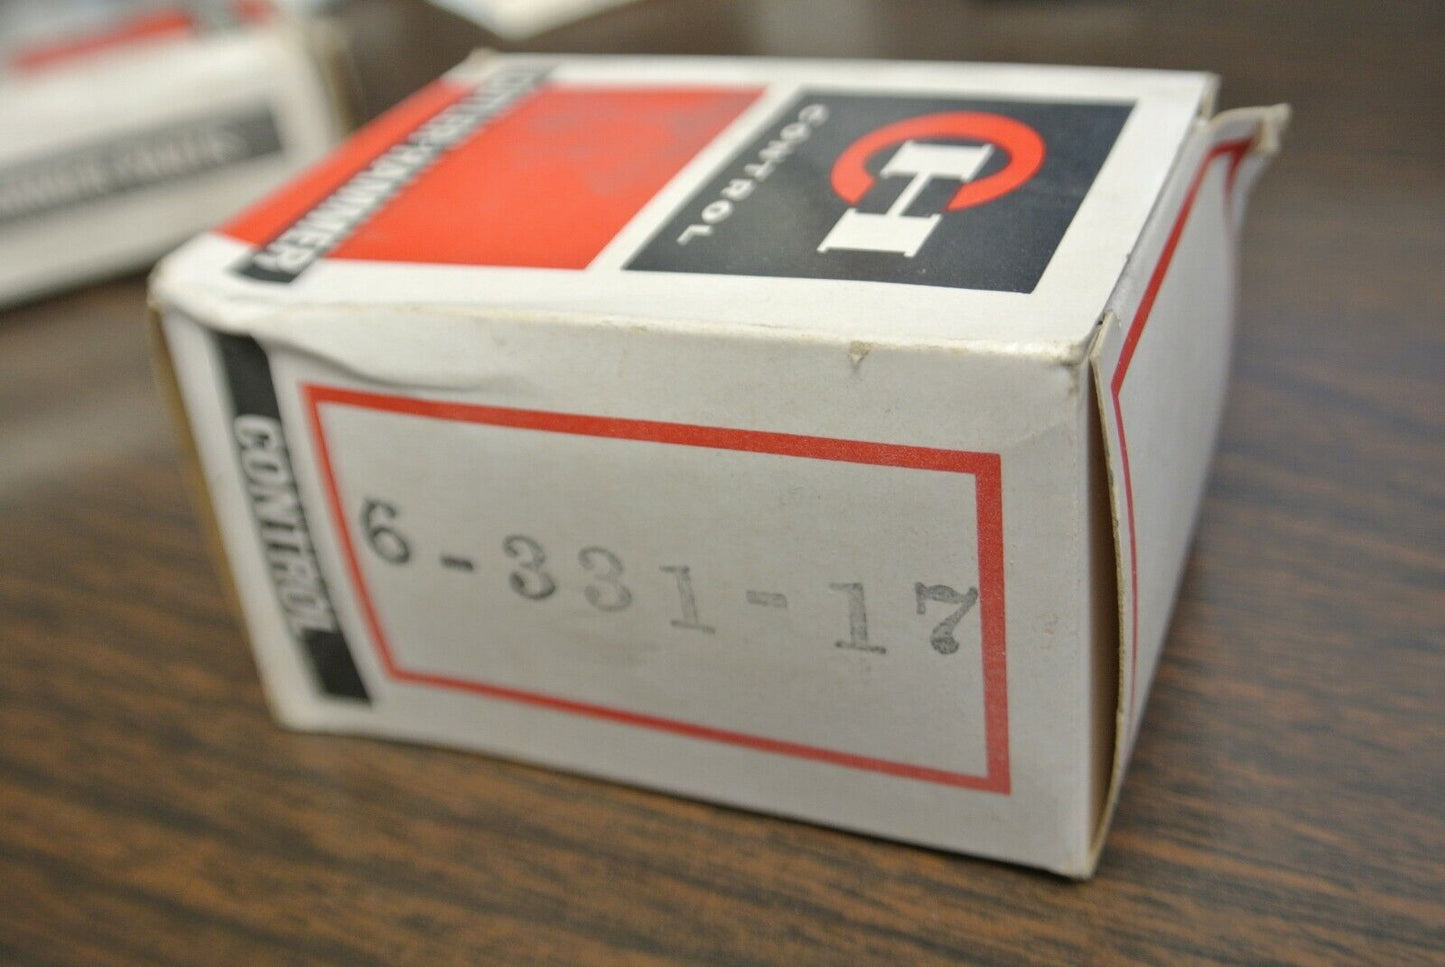 CUTLER-HAMMER
CH
CONTROL
CONTROL
6-331-17